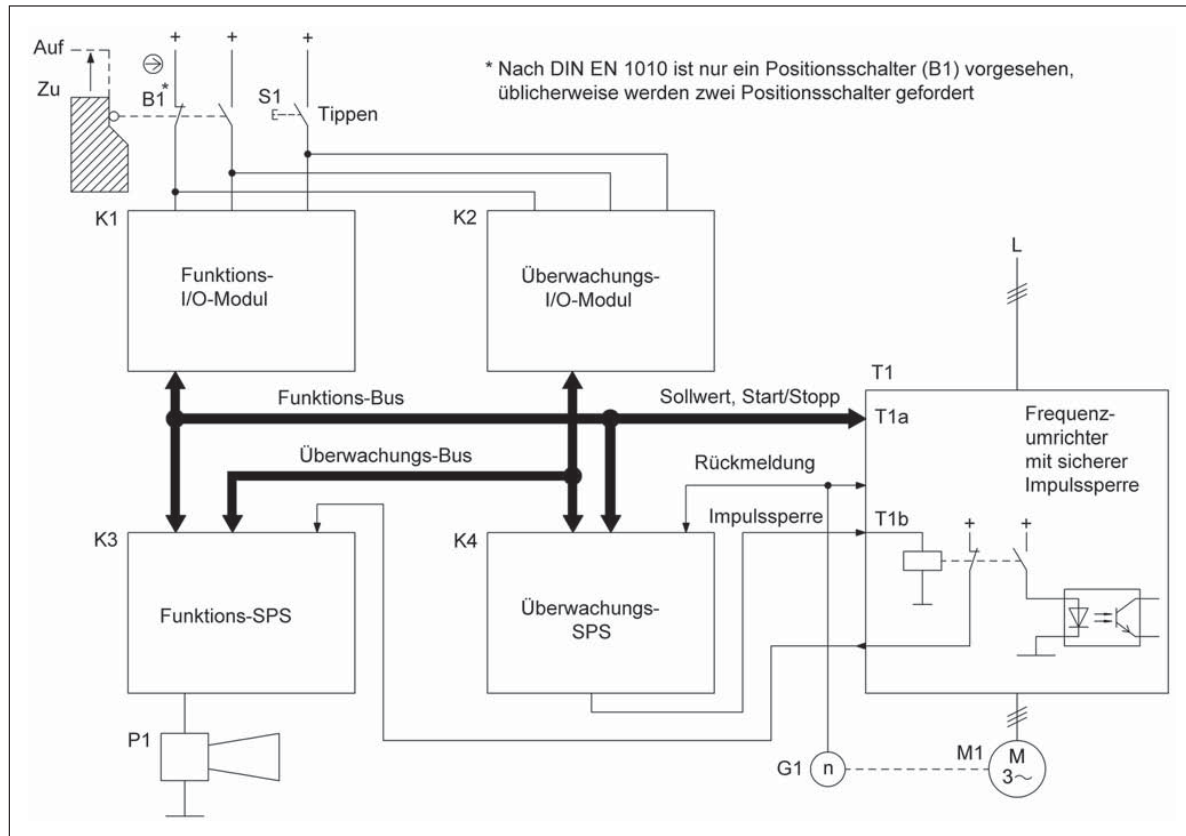 Auf
Zu
+ + +
B1*
S1
Tippen
* Nach DIN EN 1010 ist nur ein Positionsschalter (B1) vorgesehen,
üblicherweise werden zwei Positionsschalter gefordert
K1
Funktions-
I/O-Modul
K2
Überwachungs-
I/O-Modul
L
Funktions-Bus
Sollwert, Start/Stopp
Überwachungs-Bus
Rückmeldung
Impulssperre
T1
T1a
Frequenz-
umrichter
mit sicherer
Impulssperre
T1b
+ +
K3
Funktions-SPS
K4
Überwachungs-
SPS
P1
G1
n
M1
M
3~